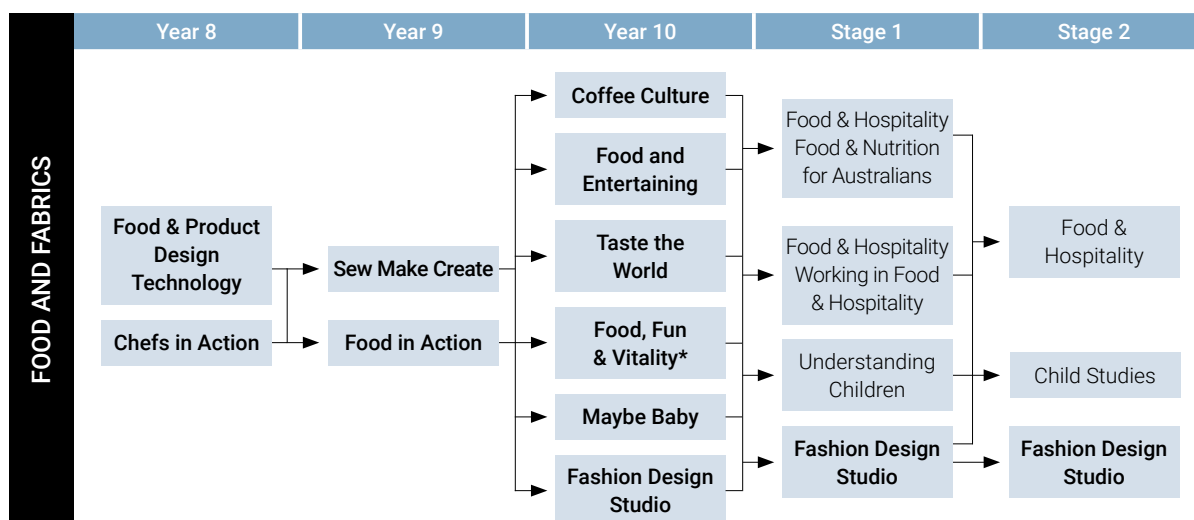 FOOD AND FABRICS
Year 8
Year 9
Year 10
Stage 1
Stage 2
Food & Product
Design
Technology
Chefs in Action
Sew Make Create
Food in Action
Coffee Culture
Food and
Entertaining
Taste the
World
Food, Fun
& Vitality*
Maybe Baby
Fashion Design
Studio
Food & Hospitality
Food & Nutrition
for Australians
Food & Hospitality
Working in Food
& Hospitality
Understanding
Children
Fashion Design
Studio
Food &
Hospitality
Child Studies
Fashion Design
Studio